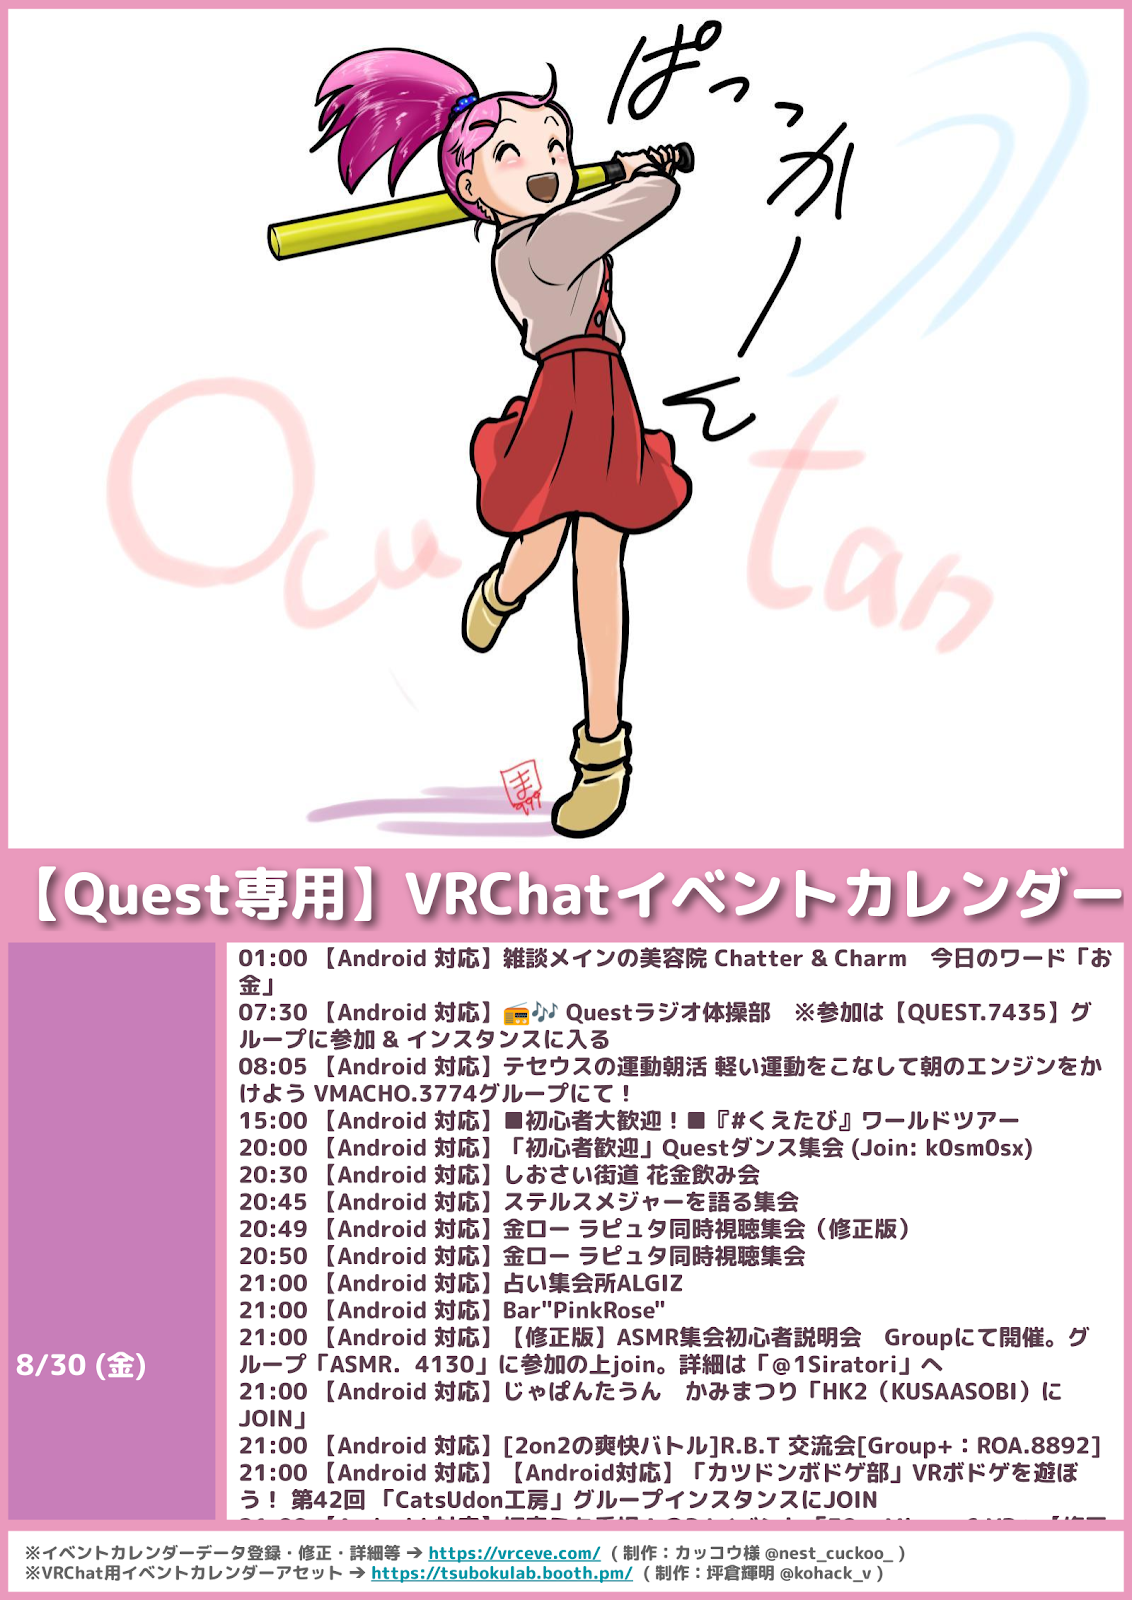 ぱっっかーん
Ocutan
ま
999
【Quest専用】VRChatイベントカレンダー
8/30 (金)
01:00 【Android 対応】雑談メインの美容院 Chatter & Charm　今日のワード「お
金」
07:30 【Android 対応】📻🎶 Questラジオ体操部　※参加は【QUEST.7435】グ
ループに参加 & インスタンスに入る
08:05 【Android 対応】テセウスの運動朝活 軽い運動をこなして朝のエンジンをか
けよう VMACHO.3774グループにて！
15:00 【Android 対応】■初心者大歓迎！■『#くえたび』ワールドツアー
20:00 【Android 対応】「初心者歓迎」Questダンス集会 (Join: k0sm0sx)
20:30 【Android 対応】しおさい街道 花金飲み会
20:45 【Android 対応】ステルスメジャーを語る集会
20:49 【Android 対応】金ロー ラピュタ同時視聴集会（修正版）
20:50 【Android 対応】金ロー ラピュタ同時視聴集会
21:00 【Android 対応】占い集会所ALGIZ
21:00 【Android 対応】Bar"PinkRose"
21:00 【Android 対応】【修正版】ASMR集会初心者説明会　Groupにて開催。グ
ループ「ASMR．4130」に参加の上join。詳細は「@1Siratori」へ
21:00 【Android 対応】じゃぱんたうん　かみまつり「HK2（KUSAASOBI）に
JOIN」
21:00 【Android 対応】[2on2の爽快バトル]R.B.T 交流会[Group+：ROA.8892]
21:00 【Android 対応】【Android対応】「カツドンボドゲ部」VRボドゲを遊ぼ
う！ 第42回 「CatsUdon工房」グループインスタンスにJOIN
※イベントカレンダーデータ登録・修正・詳細等 ➔ https://vrceve.com/ （ 制作：カッコウ様 @nest_cuckoo_ ）
※VRChat用イベントカレンダーアセット ➔ https://tsubokulab.booth.pm/ （ 制作：坪倉輝明 @kohack_v ）